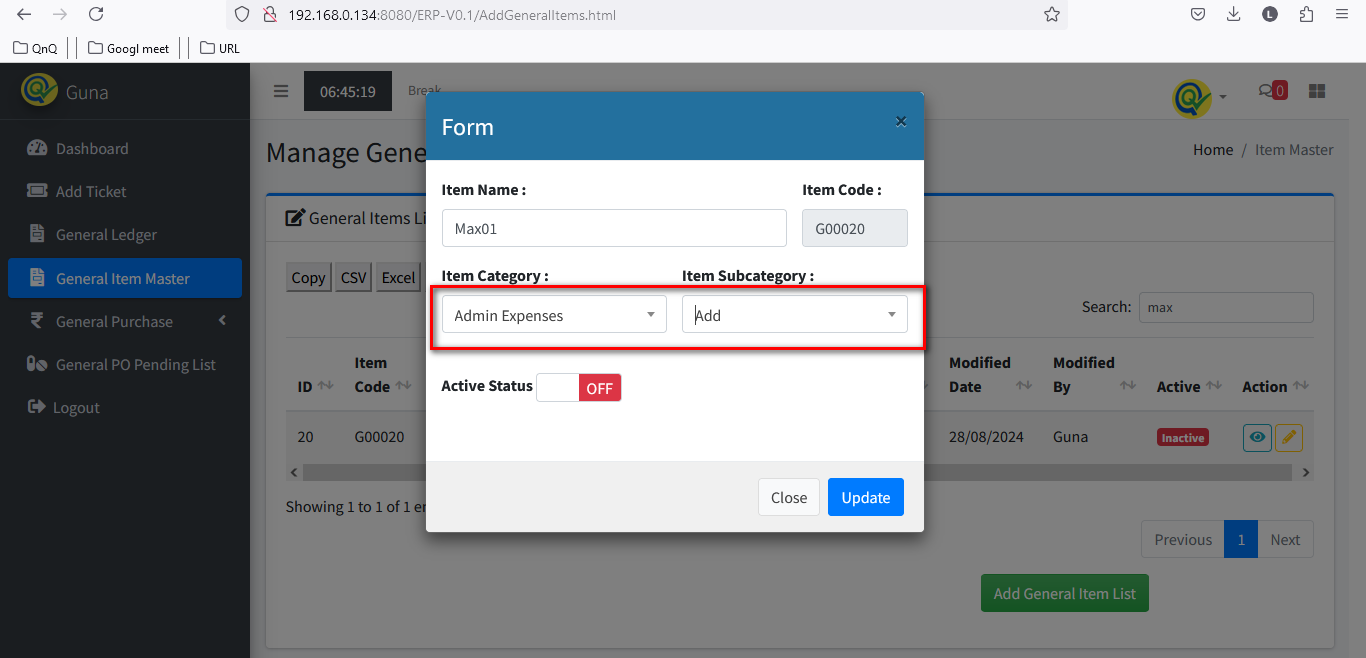 192.168.0.134:8080/ERP-V0.1/AddGeneralItems.html
L
QnQ
Googl meet
URL
Guna
06:45:19
Break
0
Dashboard
Add Ticket
General Ledger
General Item Master
General Purchase
General PO Pending List
Logout
Manage Gene
Home / Item Master
General Items Li
Copy CSV Excel
Search: max
ID
Item Code
Modified Date
Modified By
Active
Action
20 G00020 28/08/2024 Guna Inactive
Showing 1 to 1 of 1 e
Previous 1 Next
Add General Item List
Form
×
Item Name : Item Code :
Max01 G00020
Item Category : Item Subcategory :
Admin Expenses Add
Active Status OFF
Close Update